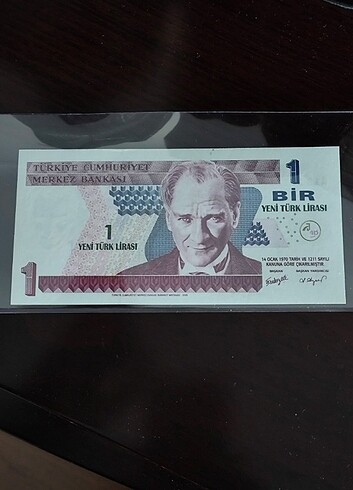 TÜRKİYE CUMHURİYET
MERKEZ BANKASI
1
BİR
YENİ TÜRK LİRASI
1
YENİ TÜRK LİRASI
14 OCAK 1970 TARİH VE 1211 SAYILI
KANUNA GÖRE ÇIKARILMIŞTIR.
BAŞKAN BAŞKAN YARDIMCISI
1